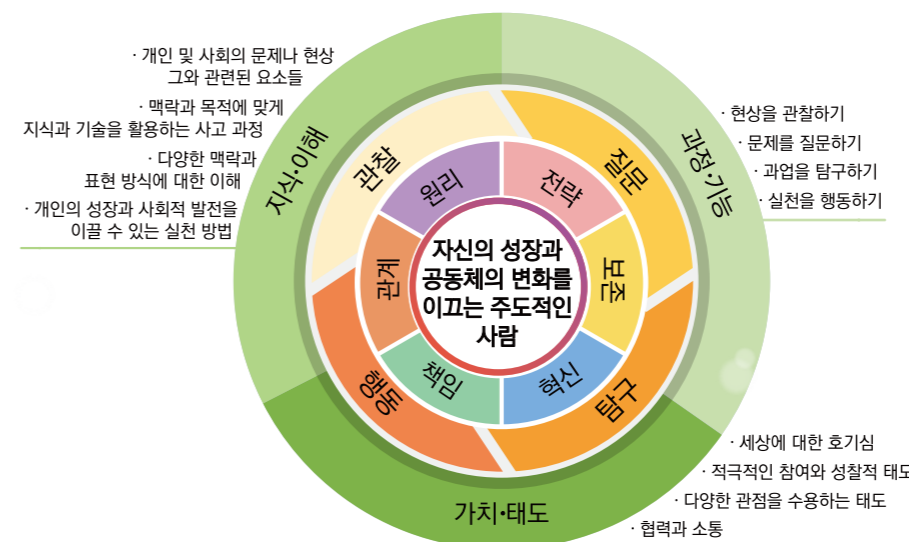 · 개인 및 사회의 문제나 현상
그와 관련된 요소들
· 맥락과 목적에 맞게
지식과 기술을 활용하는 사고 과정
· 다양한 맥락과
표현 방식에 대한 이해
· 개인의 성장과 사회적 발전을
이끌 수 있는 실천 방법
지식·이해
과정·기능
· 현상을 관찰하기
· 문제를 질문하기
· 과업을 탐구하기
· 실천을 행동하기
관찰
질문
탐구
행동
원리
전략
보존
혁신
책임
관계
자신의 성장과
공동체의 변화를
이끄는 주도적인
사람
가치·태도
· 세상에 대한 호기심
· 적극적인 참여와 성찰적 태도
· 다양한 관점을 수용하는 태도
· 협력과 소통